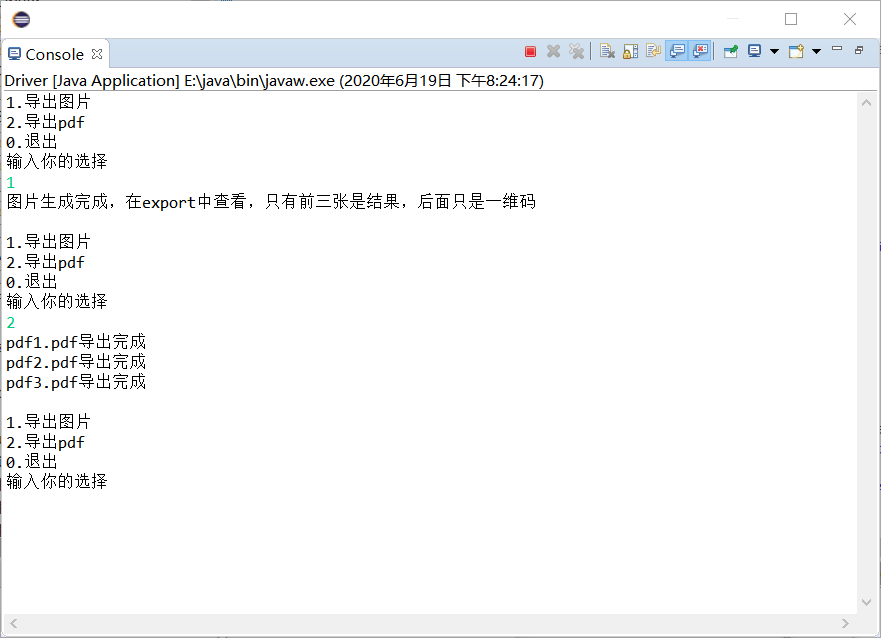 Console
Driver [Java Application] E:\java\bin\javaw.exe (2020年6月19日 下午8:24:17)
1.导出图片
2.导出pdf
0.退出
输入你的选择
1
图片生成完成，在export中查看，只有前三张是结果，后面只是一维码
1.导出图片
2.导出pdf
0.退出
输入你的选择
2
pdf1.pdf导出完成
pdf2.pdf导出完成
pdf3.pdf导出完成
1.导出图片
2.导出pdf
0.退出
输入你的选择